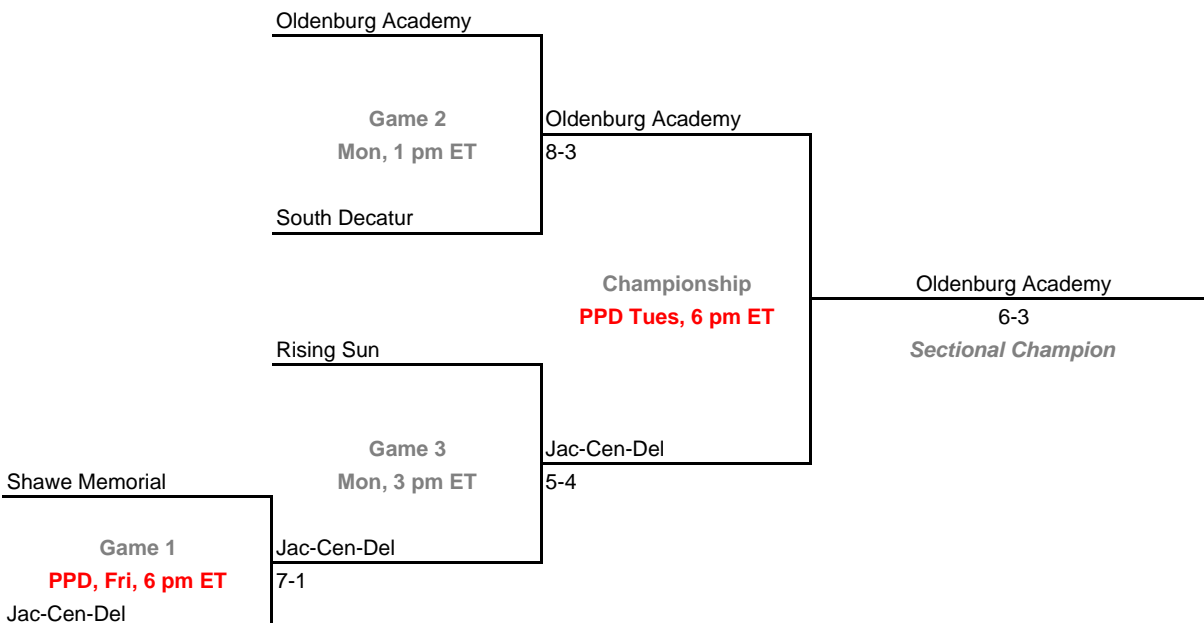 Oldenburg Academy
Game 2
Oldenburg Academy
Mon, 1 pm ET
8-3
South Decatur
Championship
Oldenburg Academy
PPD Tues, 6 pm ET
6-3
Rising Sun
Sectional Champion
Game 3
Jac-Cen-Del
Shawe Memorial
Mon, 3 pm ET
5-4
Game 1
Jac-Cen-Del
PPD, Fri, 6 pm ET
7-1
Jac-Cen-Del